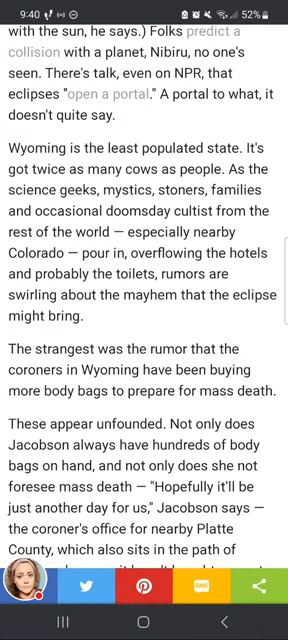 9:40
52%
with the sun, he says.) Folks predict a
collision with a planet, Nibiru, no one's
seen. There's talk, even on NPR, that
eclipses "open a portal." A portal to what, it
doesn't quite say.
Wyoming is the least populated state. It's
got twice as many cows as people. As the
science geeks, mystics, stoners, families
and occasional doomsday cultist from the
rest of the world — especially nearby
Colorado — pour in, overflowing the hotels
and probably the toilets, rumors are
swirling about the mayhem that the eclipse
might bring.
The strangest was the rumor that the
coroners in Wyoming have been buying
more body bags to prepare for mass death.
These appear unfounded. Not only does
Jacobson always have hundreds of body
bags on hand, and not only does she not
foresee mass death — "Hopefully it'll be
just another day for us," Jacobson says —
the coroner's office for nearby Platte
County, which also sits in the path of
SMS